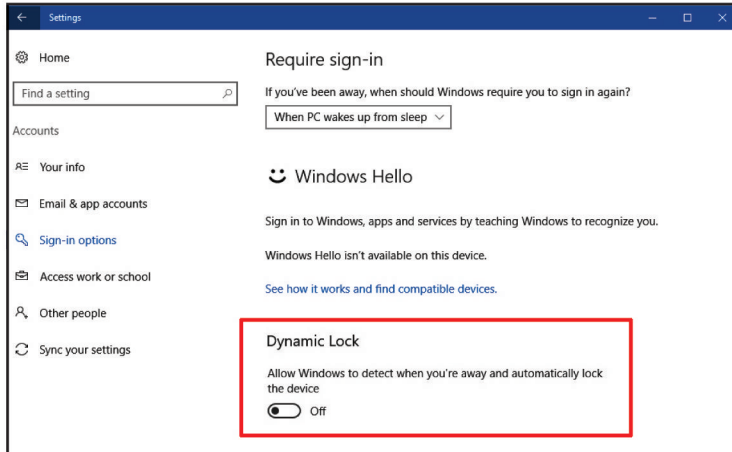 Settings
Home
Find a setting
Accounts
Your info
Email & app accounts
Sign-in options
Access work or school
Other people
Sync your settings
Require sign-in
If you've been away, when should Windows require you to sign in again?
When PC wakes up from sleep
Windows Hello
Sign in to Windows, apps and services by teaching Windows to recognize you.
Windows Hello isn't available on this device.
See how it works and find compatible devices.
Dynamic Lock
Allow Windows to detect when you're away and automatically lock
the device
Off